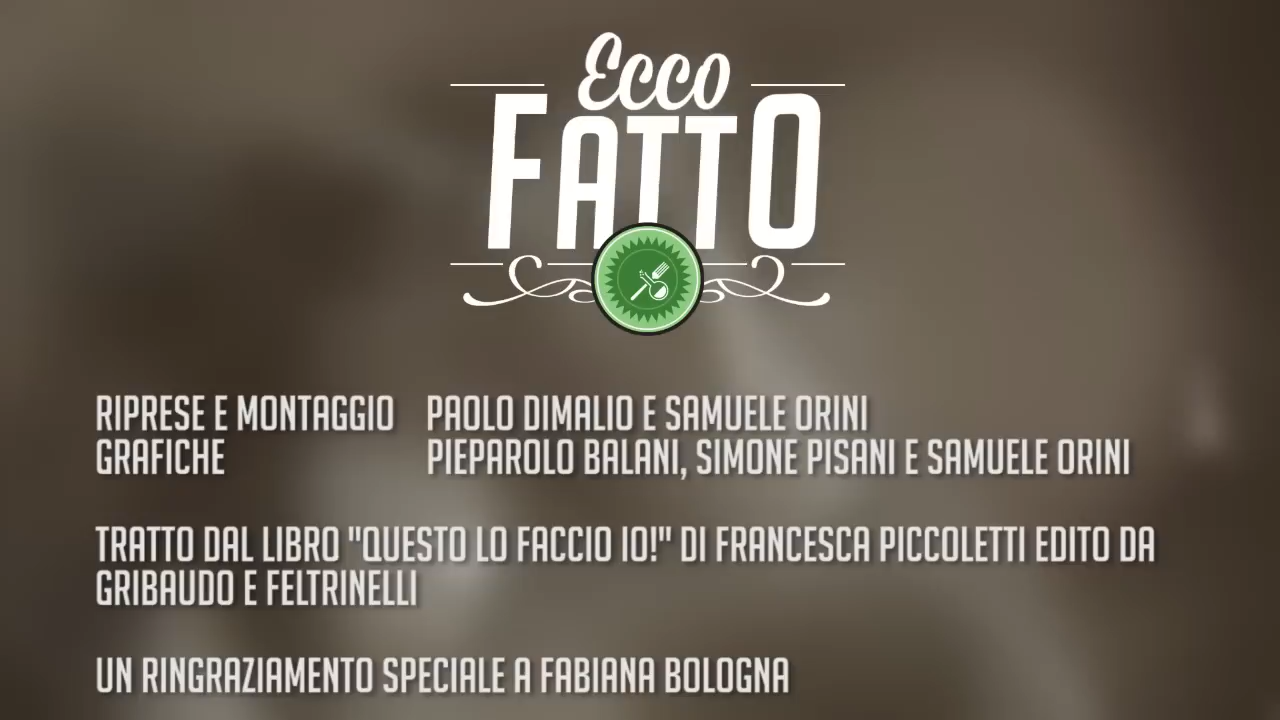 Ecco
FATTO
RIPRESE E MONTAGGIO PAOLO DIMALIO E SAMUELE ORINI
GRAFICHE PIEPAROLO BALANI, SIMONE PISANI E SAMUELE ORINI
TRATTO DAL LIBRO "QUESTO LO FACCIO IO!" DI FRANCESCA PICCOLETTI EDITO DA
GRIBAUDO E FELTRINELLI
UN RINGRAZIAMENTO SPECIALE A FABIANA BOLOGNA